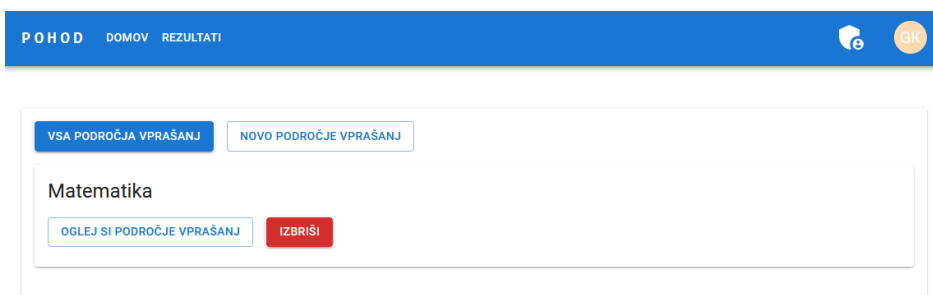 POHOD DOMOV REZULTATI GK
VSA PODROČJA VPRAŠANJ NOVO PODROČJE VPRAŠANJ
Matematika
OGLEJ SI PODROČJE VPRAŠANJ IZBRIŠI